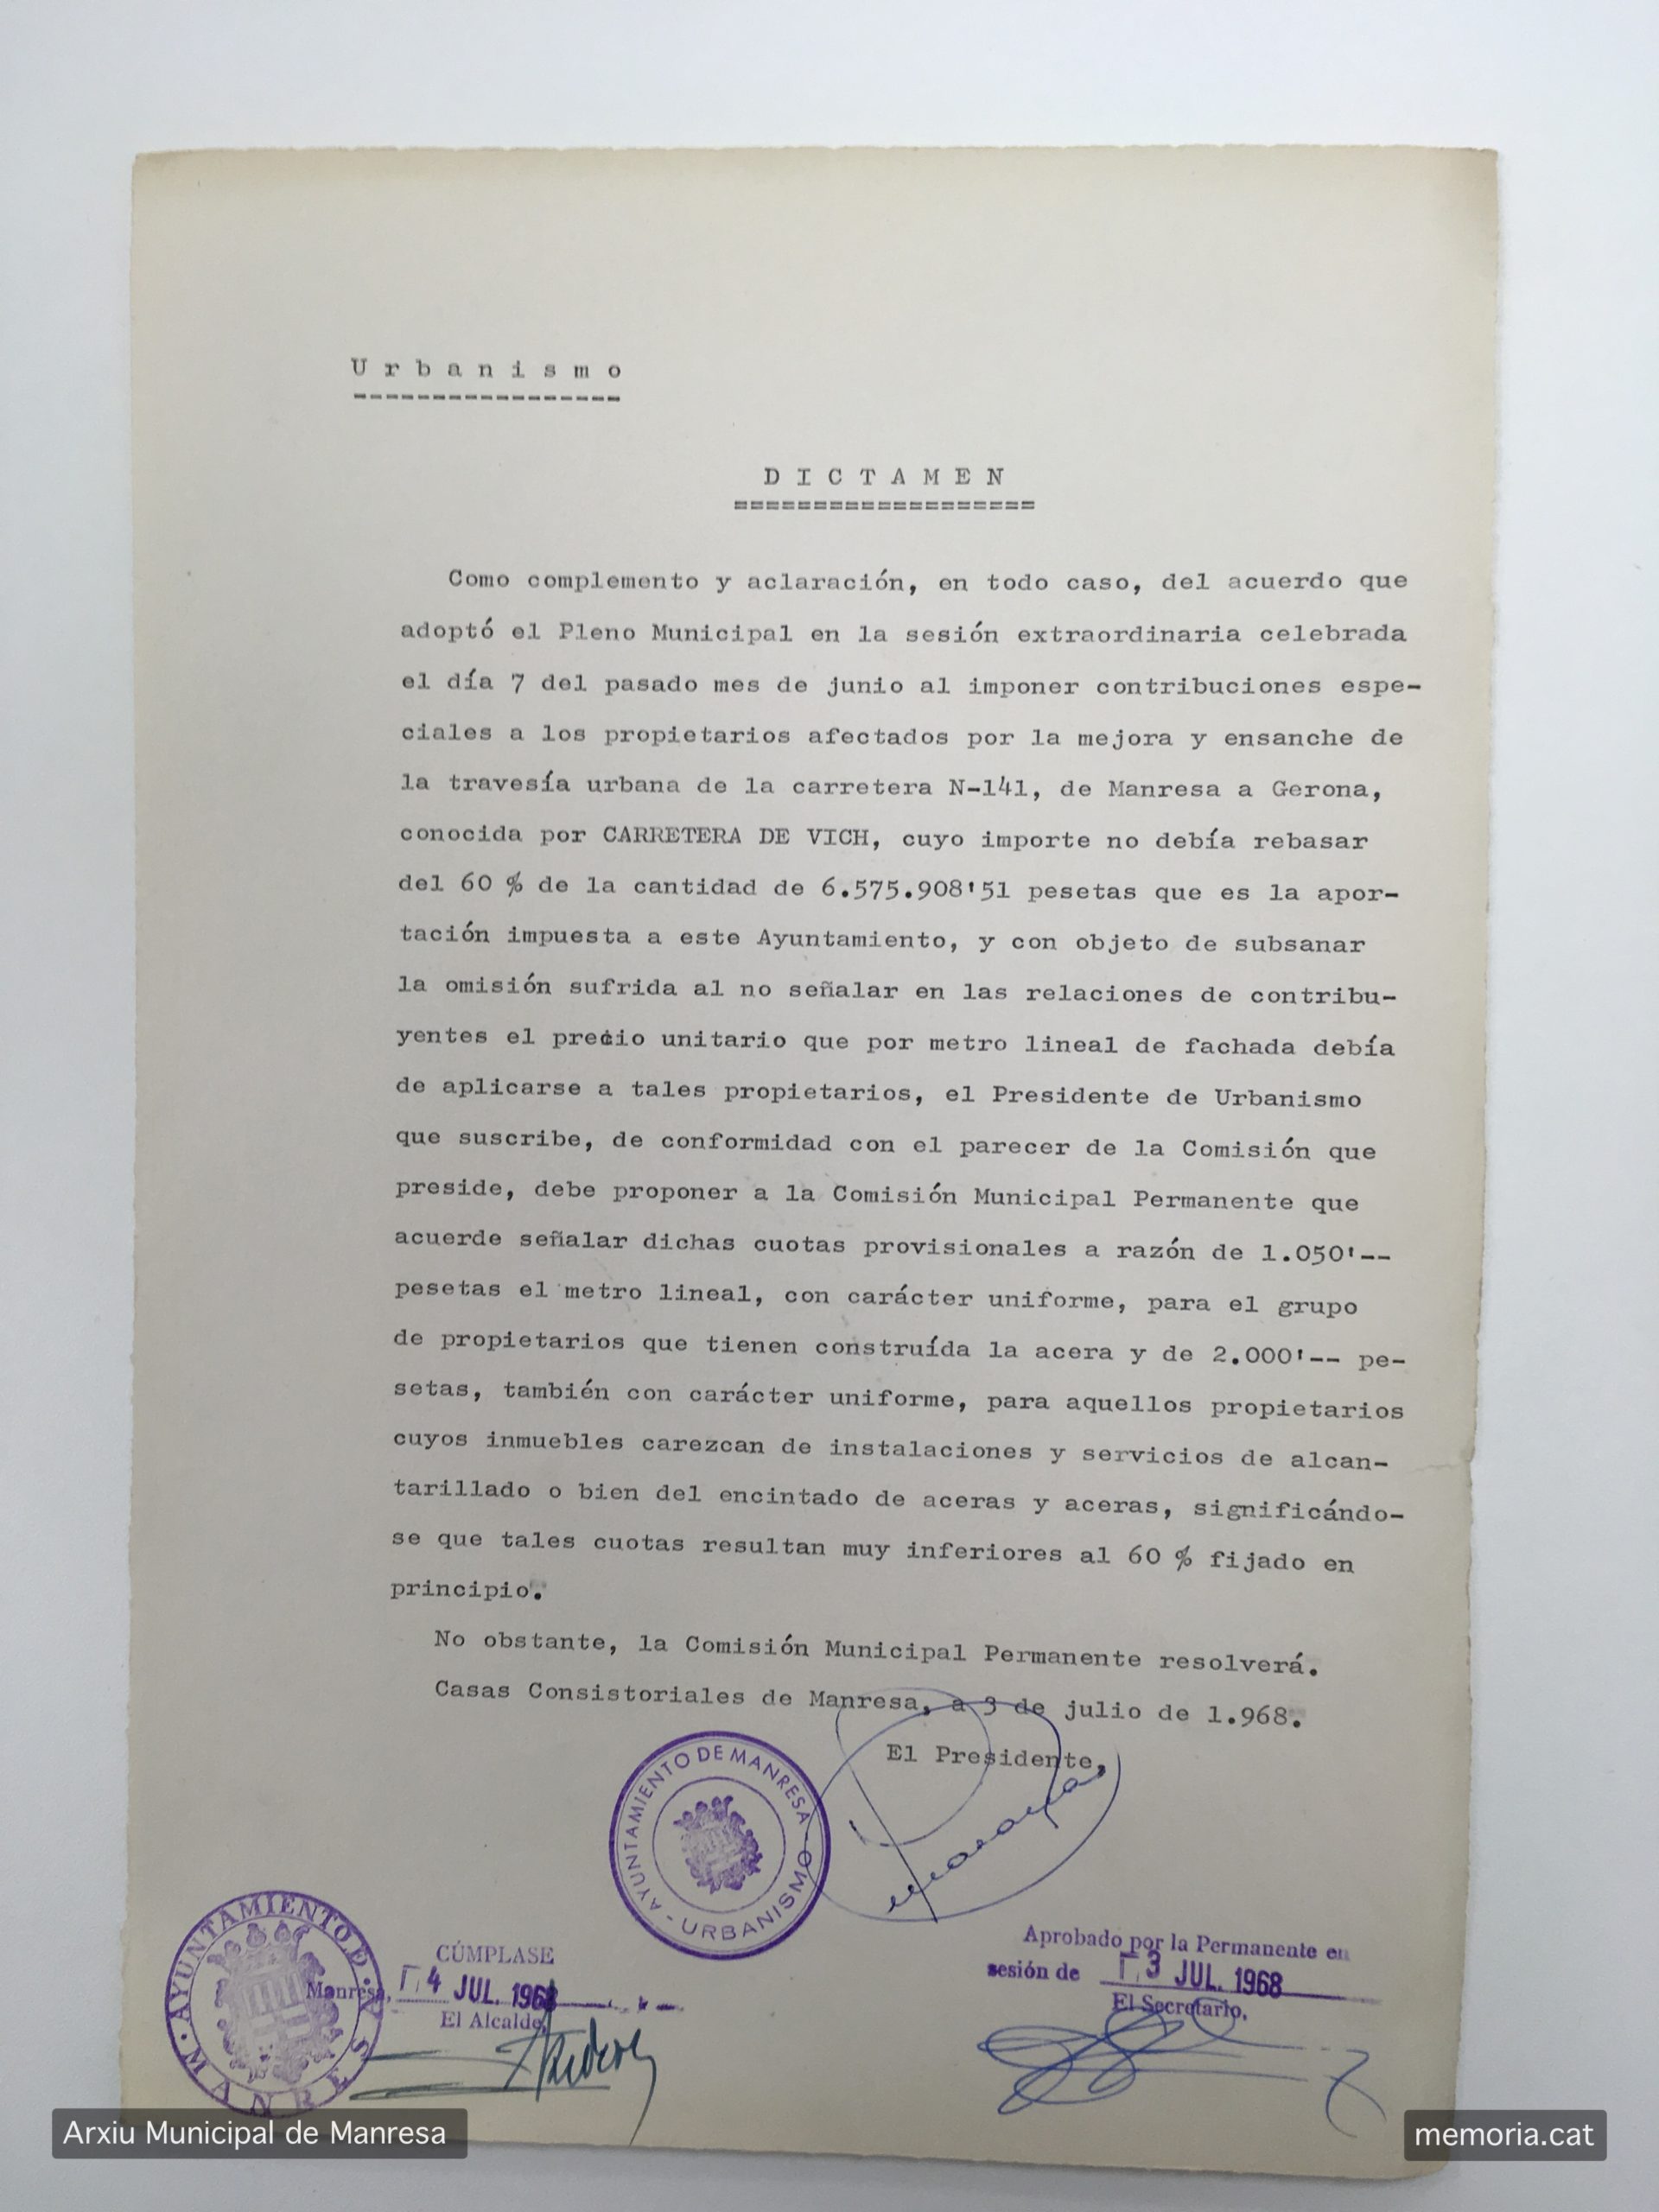 U r b a n i s m o
D I C T A M E N
Como complemento y aclaración, en todo caso, del acuerdo que
adoptó el Pleno Municipal en la sesión extraordinaria celebrada
el día 7 del pasado mes de junio al imponer contribuciones espe-
ciales a los propietarios afectados por la mejora y ensanche de
la travesía urbana de la carretera N-141, de Manresa a Gerona,
conocida por CARRETERA DE VICH, cuyo importe no debía rebasar
del 60 % de la cantidad de 6.575.908'51 pesetas que es la apor-
tación impuesta a este Ayuntamiento, y con objeto de subsanar
la omisión sufrida al no señalar en las relaciones de contribu-
yentes el precio unitario que por metro lineal de fachada debía
de aplicarse a tales propietarios, el Presidente de Urbanismo
que suscribe, de conformidad con el parecer de la Comisión que
preside, debe proponer a la Comisión Municipal Permanente que
acuerde señalar dichas cuotas provisionales a razón de 1.050'--
pesetas el metro lineal, con carácter uniforme, para el grupo
de propietarios que tienen construída la acera y de 2.000'-- pe-
setas, también con carácter uniforme, para aquellos propietarios
cuyos inmuebles carezcan de instalaciones y servicios de alcan-
tarillado o bien del encintado de aceras y aceras, significándo-
se que tales cuotas resultan muy inferiores al 60 % fijado en
principio.
No obstante, la Comisión Municipal Permanente resolverá.
Casas Consistoriales de Manresa, a 3 de julio de 1.968.
El Presidente,
AYUNTAMIENTO DE MANRESA - URBANISMO
AYUNTAMIENTO D. MANRESA
CÚMPLASE
Manresa, 4 JUL. 1968
El Alcalde,
Aprobado por la Permanente en
sesión de 3 JUL. 1968
El Secretario,
Arxiu Municipal de Manresa
memoria.cat